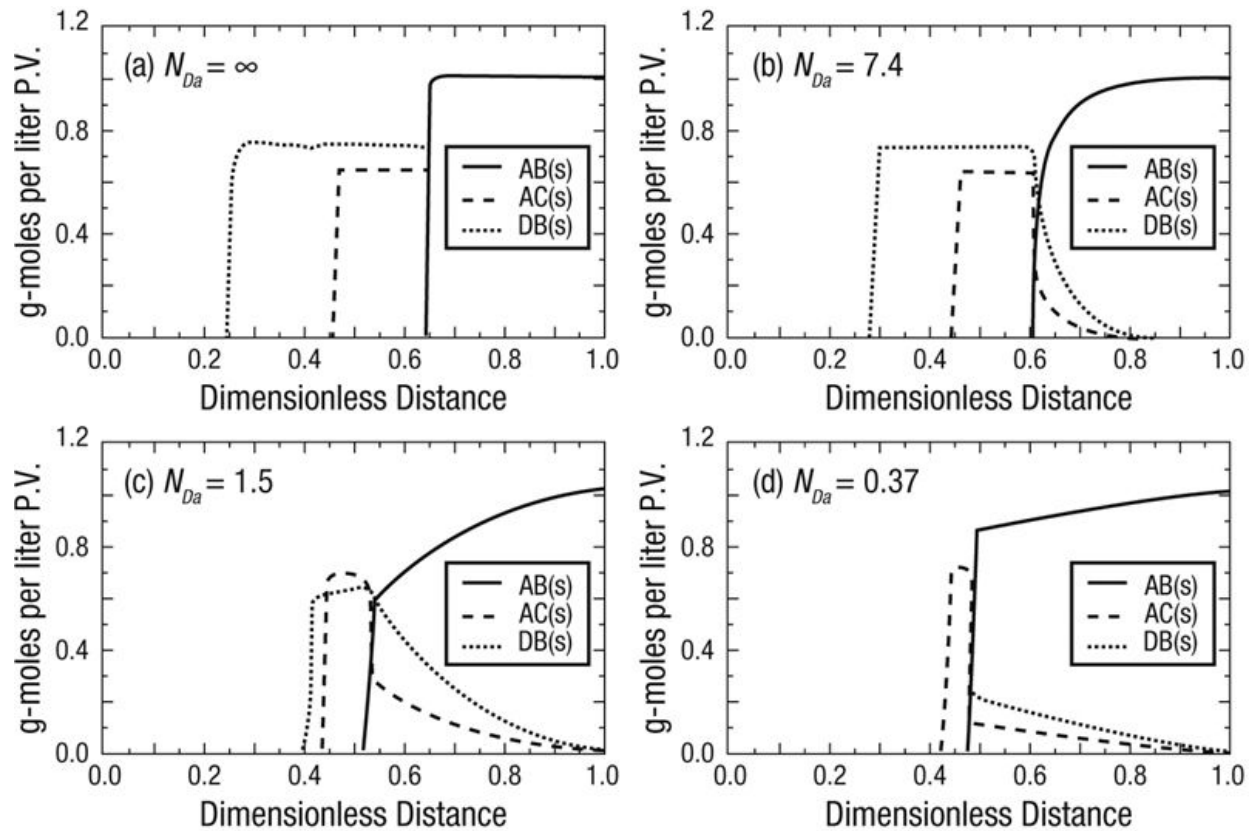 (a) N_Da = ∞
g-moles per liter P.V.
1.2
0.8
0.4
0.0
AB(s)
AC(s)
DB(s)
0.0 0.2 0.4 0.6 0.8 1.0
Dimensionless Distance
(b) N_Da = 7.4
g-moles per liter P.V.
1.2
0.8
0.4
0.0
AB(s)
AC(s)
DB(s)
0.0 0.2 0.4 0.6 0.8 1.0
Dimensionless Distance
(c) N_Da = 1.5
g-moles per liter P.V.
1.2
0.8
0.4
0.0
AB(s)
AC(s)
DB(s)
0.0 0.2 0.4 0.6 0.8 1.0
Dimensionless Distance
(d) N_Da = 0.37
g-moles per liter P.V.
1.2
0.8
0.4
0.0
AB(s)
AC(s)
DB(s)
0.0 0.2 0.4 0.6 0.8 1.0
Dimensionless Distance